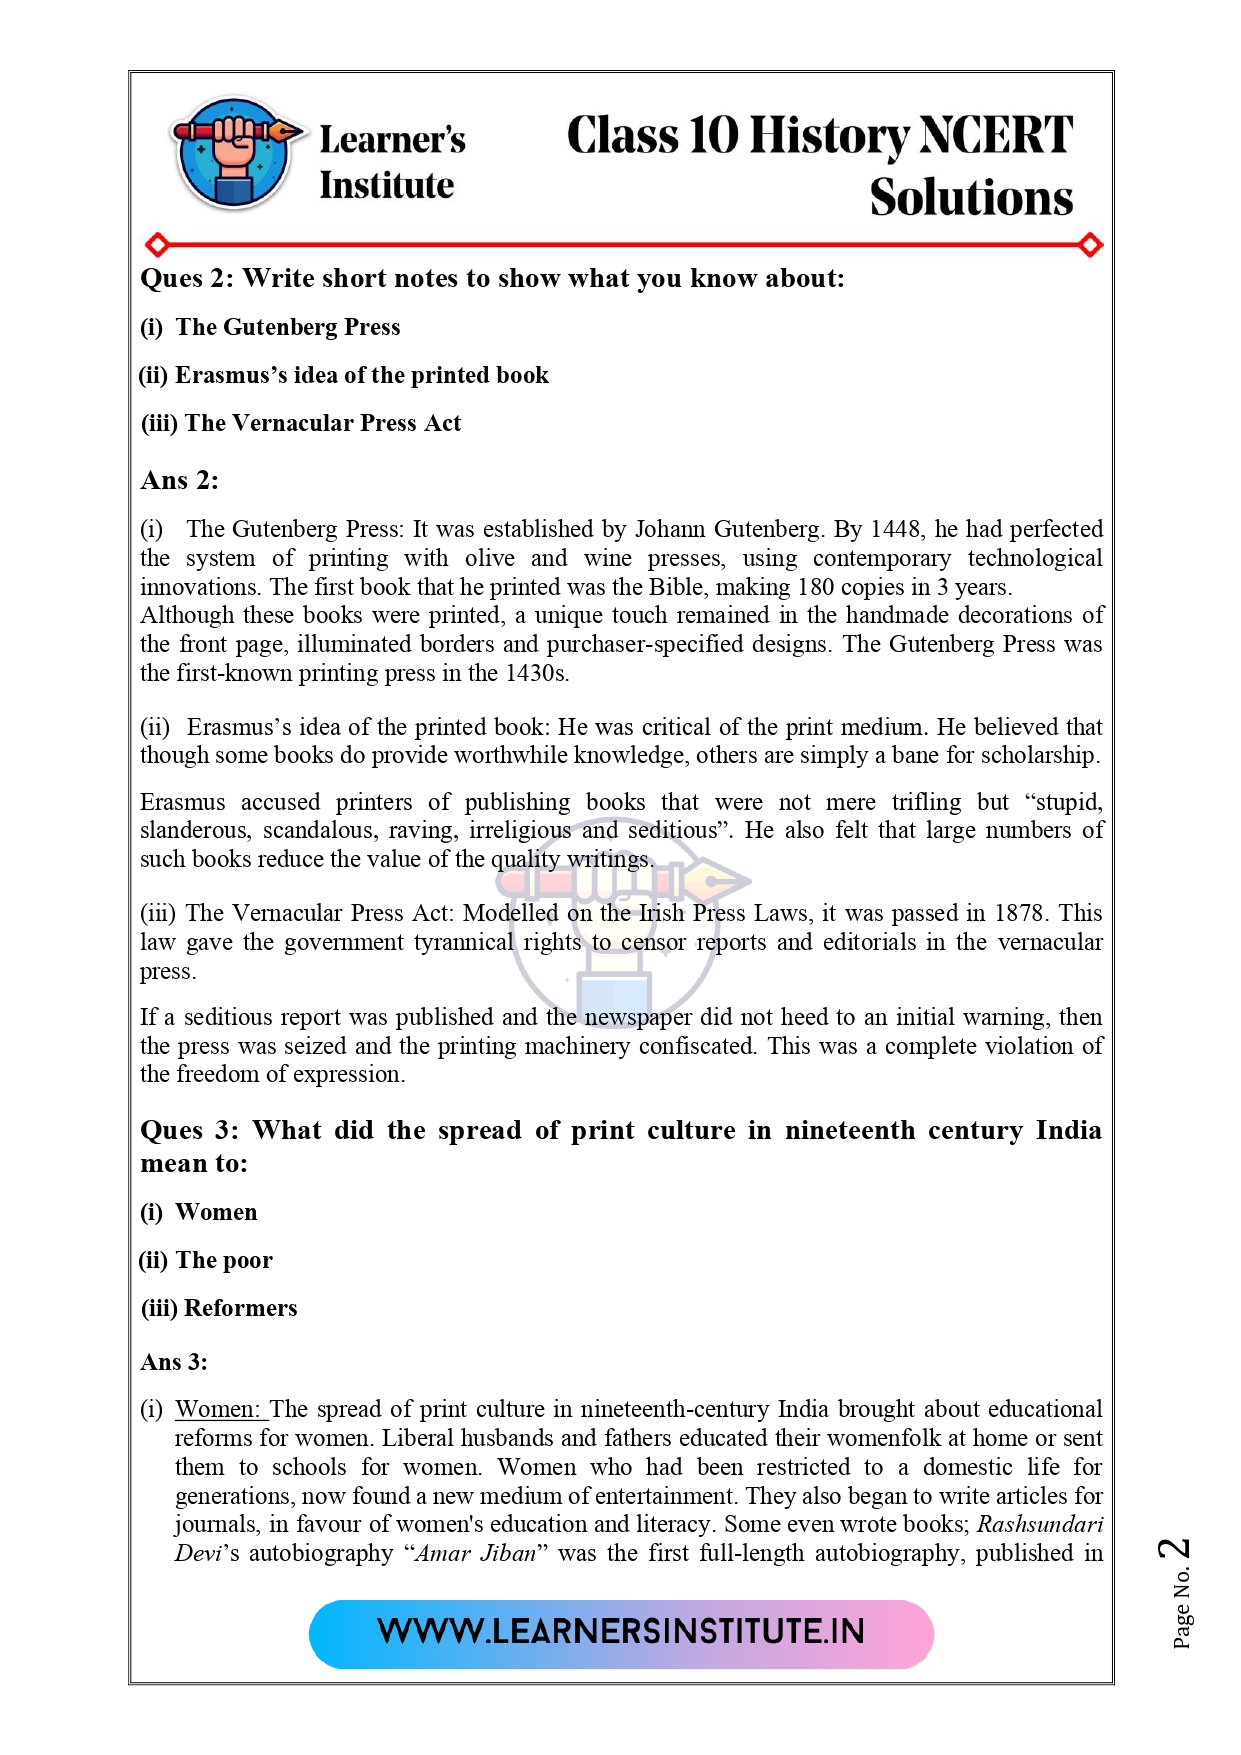 Learner's
Institute
Class 10 History NCERT
Solutions
Ques 2: Write short notes to show what you know about:
(i) The Gutenberg Press
(ii) Erasmus’s idea of the printed book
(iii) The Vernacular Press Act
Ans 2:
(i) The Gutenberg Press: It was established by Johann Gutenberg. By 1448, he had perfected
the system of printing with olive and wine presses, using contemporary technological
innovations. The first book that he printed was the Bible, making 180 copies in 3 years.
Although these books were printed, a unique touch remained in the handmade decorations of
the front page, illuminated borders and purchaser-specified designs. The Gutenberg Press was
the first-known printing press in the 1430s.
(ii) Erasmus’s idea of the printed book: He was critical of the print medium. He believed that
though some books do provide worthwhile knowledge, others are simply a bane for scholarship.
Erasmus accused printers of publishing books that were not mere trifling but “stupid,
slanderous, scandalous, raving, irreligious and seditious”. He also felt that large numbers of
such books reduce the value of the quality writings.
(iii) The Vernacular Press Act: Modelled on the Irish Press Laws, it was passed in 1878. This
law gave the government tyrannical rights to censor reports and editorials in the vernacular
press.
If a seditious report was published and the newspaper did not heed to an initial warning, then
the press was seized and the printing machinery confiscated. This was a complete violation of
the freedom of expression.
Ques 3: What did the spread of print culture in nineteenth century India
mean to:
(i) Women
(ii) The poor
(iii) Reformers
Ans 3:
(i) Women: The spread of print culture in nineteenth-century India brought about educational
reforms for women. Liberal husbands and fathers educated their womenfolk at home or sent
them to schools for women. Women who had been restricted to a domestic life for
generations, now found a new medium of entertainment. They also began to write articles for
journals, in favour of women's education and literacy. Some even wrote books; Rashsundari
Devi’s autobiography “Amar Jiban” was the first full-length autobiography, published in
WWW.LEARNERSINSTITUTE.IN
Page No. 2